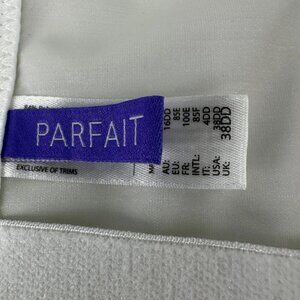 PARFAIT
EXCLUSIVE OF TRIMS
AU: 16DD
EU: 85E
FR: 100E
INTL: 85F
IT: 4DD
USA: 38DD
UK: 38DD